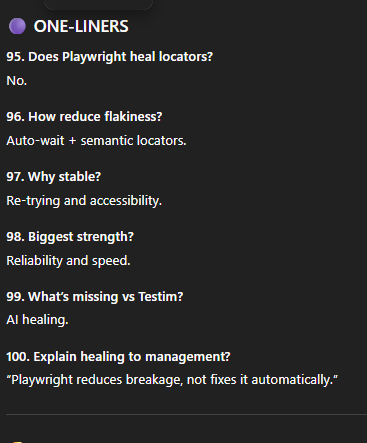 ONE-LINERS
95. Does Playwright heal locators?
No.
96. How reduce flakiness?
Auto-wait + semantic locators.
97. Why stable?
Re-trying and accessibility.
98. Biggest strength?
Reliability and speed.
99. What’s missing vs Testim?
AI healing.
100. Explain healing to management?
“Playwright reduces breakage, not fixes it automatically.”